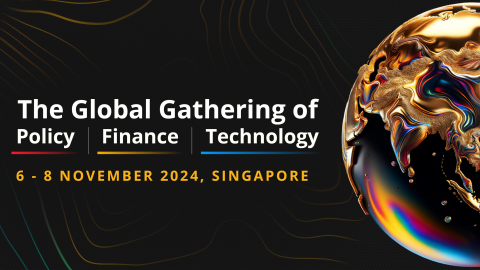 The Global Gathering of
Policy | Finance | Technology
6 - 8 NOVEMBER 2024, SINGAPORE